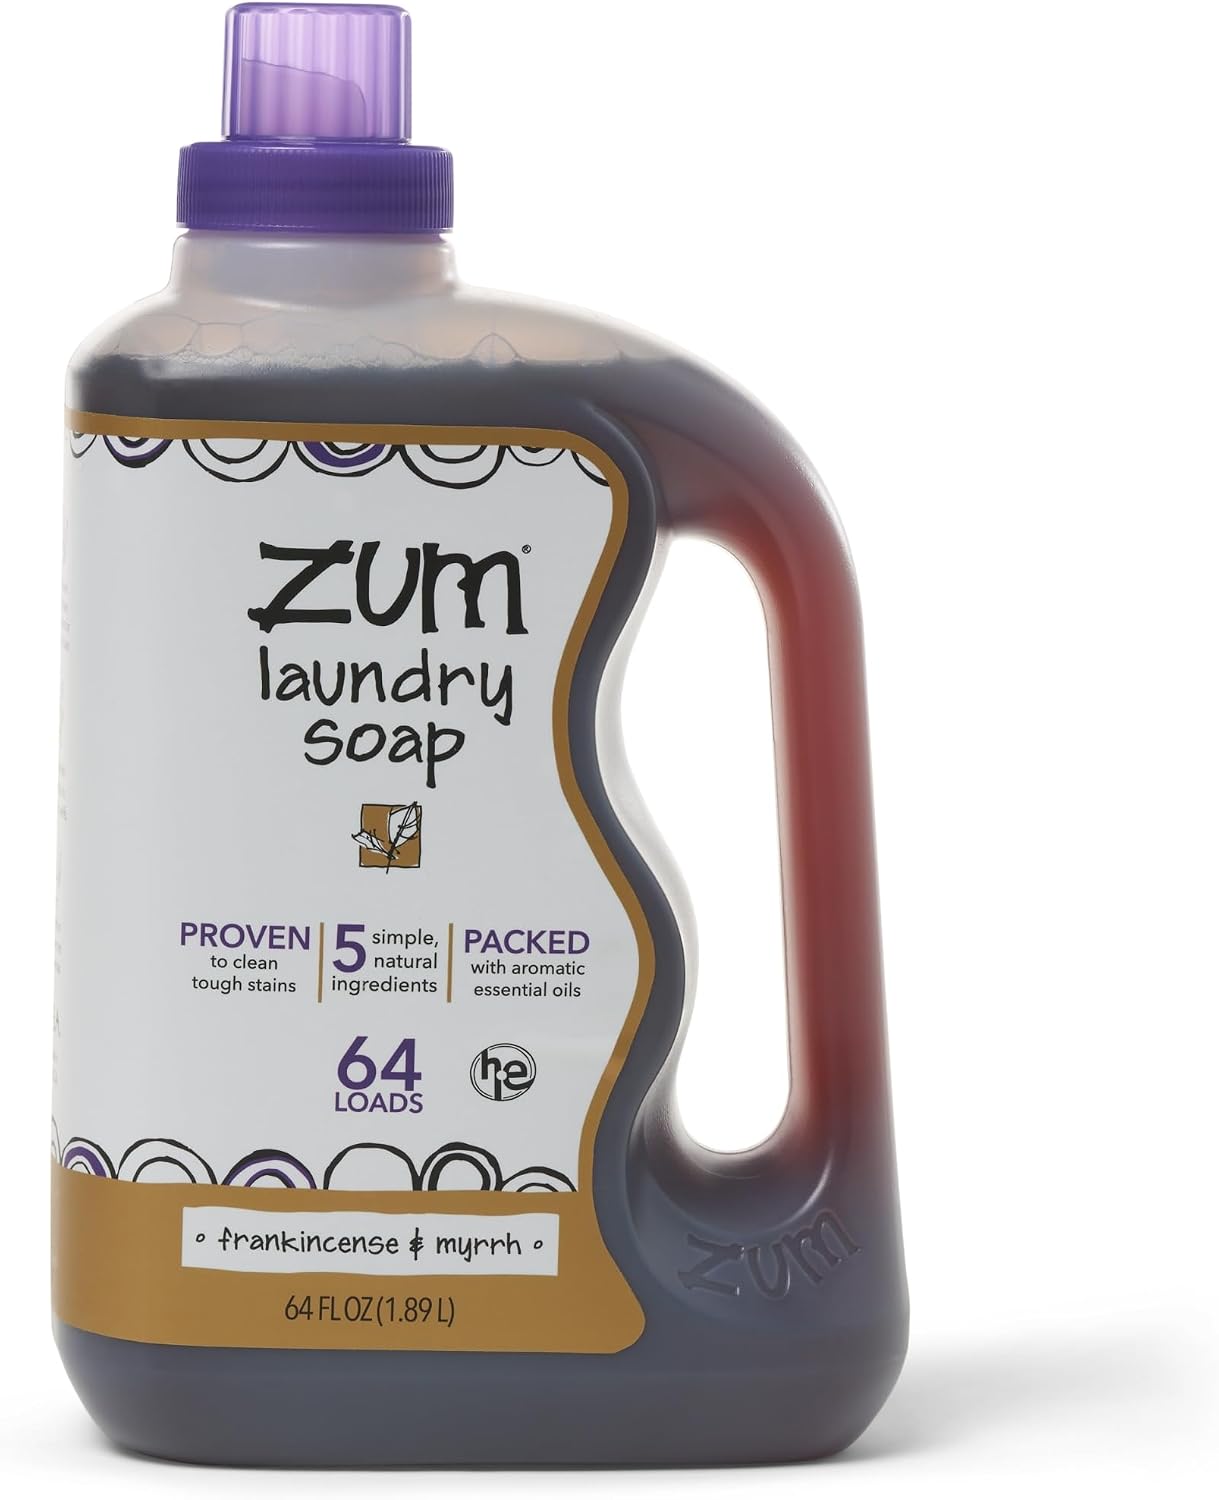 zum®
laundry
soap
PROVEN
to clean
tough stains
5 simple,
natural
ingredients
PACKED
with aromatic
essential oils
64
LOADS
he
frankincense & myrrh
64 FL OZ (1.89 L)
zum